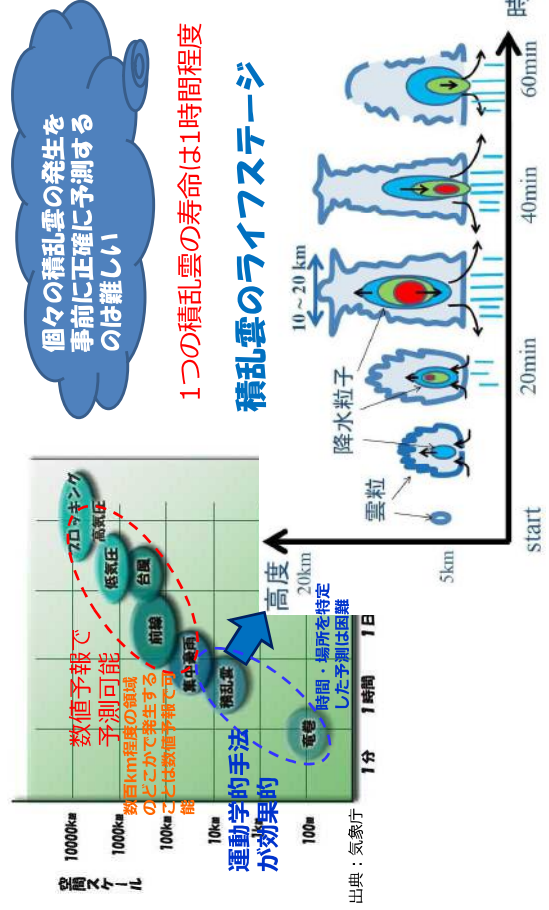 個々の積乱雲の発生を
事前に正確に予測する
のは難しい
1つの積乱雲の寿命は1時間程度
積乱雲のライフステージ
空間スケール
10000km
1000km
100km
10km
1km
100m
1分
1時間
1日
ブロッキング
高気圧
低気圧
台風
前線
集中豪雨
積乱雲
竜巻
数値予報で
予測可能
数百km程度の領域
のどこかで発生する
ことは数値予報で可
能
運動学的手法
が効果的
時間・場所を特定
した予測は困難
出典：気象庁
高度
20km
5km
10~20 km
雲粒
降水粒子
start
20min
40min
60min